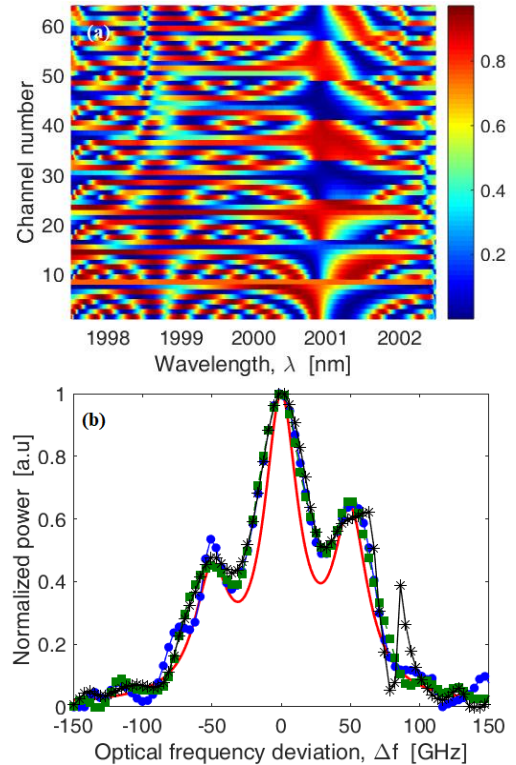 (a)
60
50
40
30
20
10
Channel number
1998 1999 2000 2001 2002
Wavelength, λ [nm]
0.8
0.6
0.4
0.2
(b)
1
0.8
0.6
0.4
0.2
0
Normalized power [a.u]
-150 -100 -50 0 50 100 150
Optical frequency deviation, Δf [GHz]